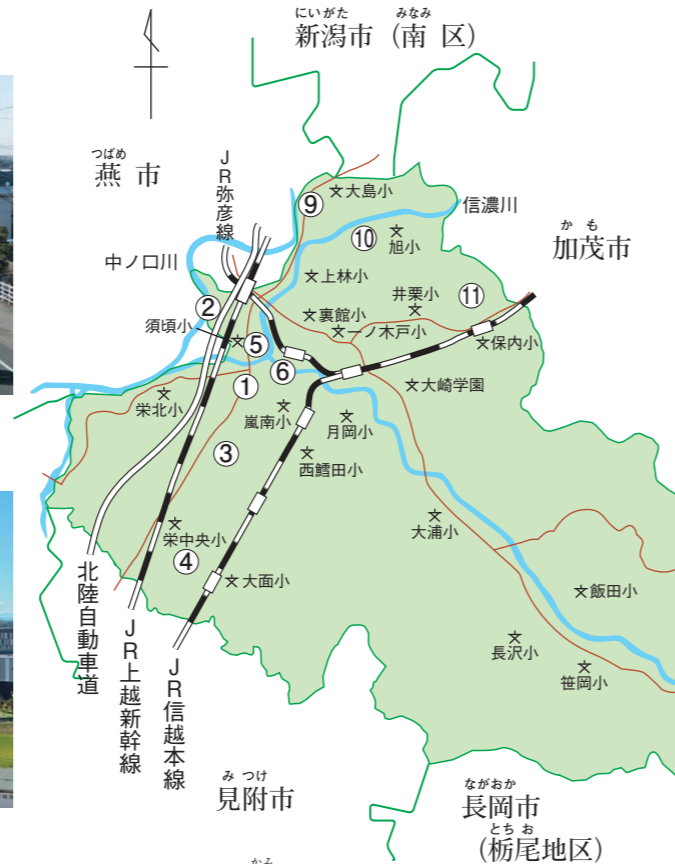 にいがた みなみ
新潟市(南 区)
つばめ
燕 市
JR弥彦線
大島小
⑨
信濃川
⑩
旭小
か も
加茂市
中ノ口川
上林小
井栗小
⑪
②
裏館小
須頃小
一ノ木戸小
⑤
保内小
⑥
①
大崎学園
栄北小
嵐南小
月岡小
③
西鱈田小
大浦小
栄中央小
④
大面小
飯田小
北陸自動車道
JR上越新幹線
JR信越本線
長沢小
笹岡小
み つけ
見附市
ながおか
長岡市
とち お
(栃尾地区)
かみ